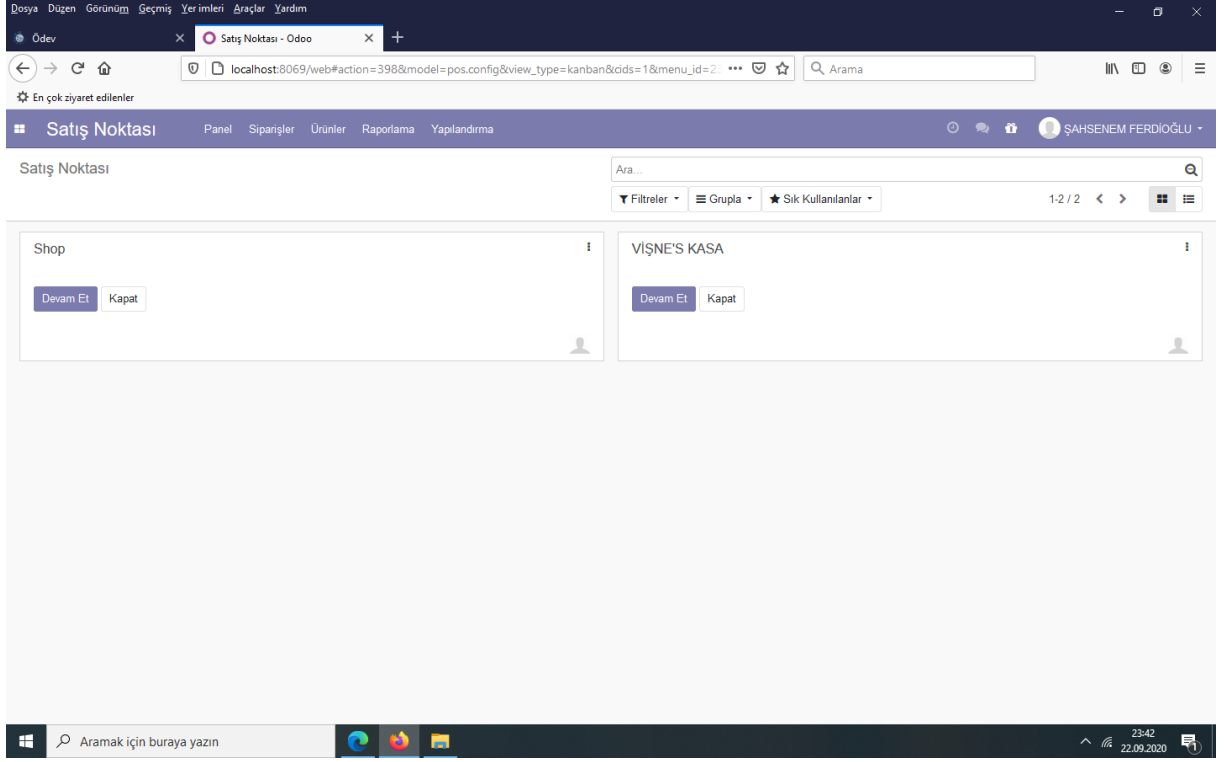 Dosya Düzen Görünüm Geçmiş Yer imleri Araçlar Yardım
Ödev
Satış Noktası - Odoo
localhost:8069/web#action=398&model=pos.config&view_type=kanban&cids=1&menu_id=23
Arama
En çok ziyaret edilenler
Satış Noktası Panel Siparişler Ürünler Raporlama Yapılandırma ŞAHSENEM FERDİOĞLU
Satış Noktası
Ara...
Filtreler Grupla Sık Kullanılanlar 1-2 / 2
Shop
Devam Et Kapat
VİŞNE'S KASA
Devam Et Kapat
Aramak için buraya yazın
23:42
22.09.2020
1